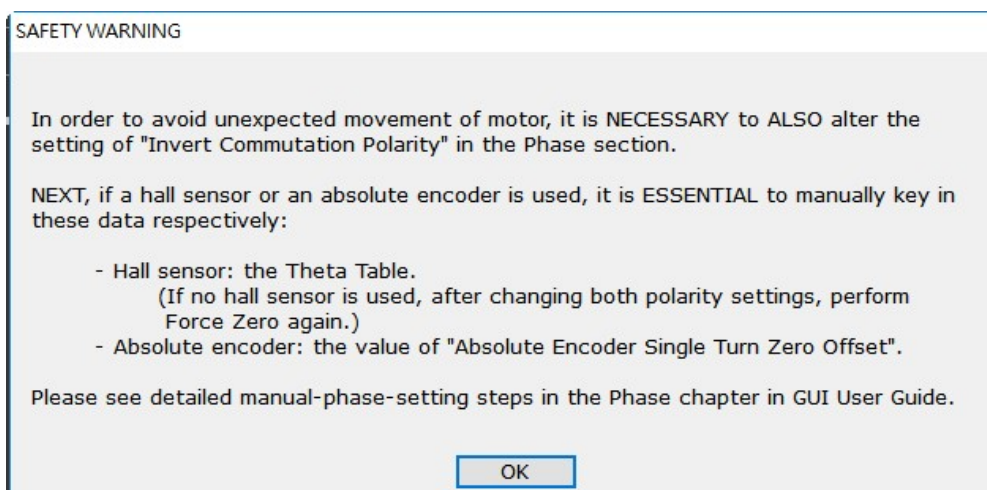 SAFETY WARNING
In order to avoid unexpected movement of motor, it is NECESSARY to ALSO alter the
setting of "Invert Commutation Polarity" in the Phase section.
NEXT, if a hall sensor or an absolute encoder is used, it is ESSENTIAL to manually key in
these data respectively:
- Hall sensor: the Theta Table.
(If no hall sensor is used, after changing both polarity settings, perform
Force Zero again.)
- Absolute encoder: the value of "Absolute Encoder Single Turn Zero Offset".
Please see detailed manual-phase-setting steps in the Phase chapter in GUI User Guide.
OK